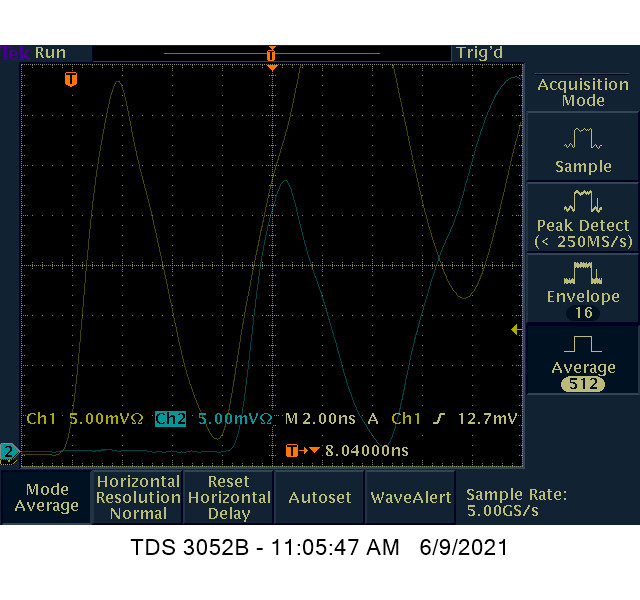 Tek Run Trig'd
T
T
Acquisition
Mode
Sample
Peak Detect
(< 250MS/s)
Envelope
16
Average
512
Ch1 5.00mVΩ Ch2 5.00mVΩ M 2.00ns A Ch1 12.7mV
2
T 8.04000ns
Mode
Average
Horizontal
Resolution
Normal
Reset
Horizontal
Delay
Autoset
WaveAlert
Sample Rate:
5.00GS/s
TDS 3052B - 11:05:47 AM 6/9/2021